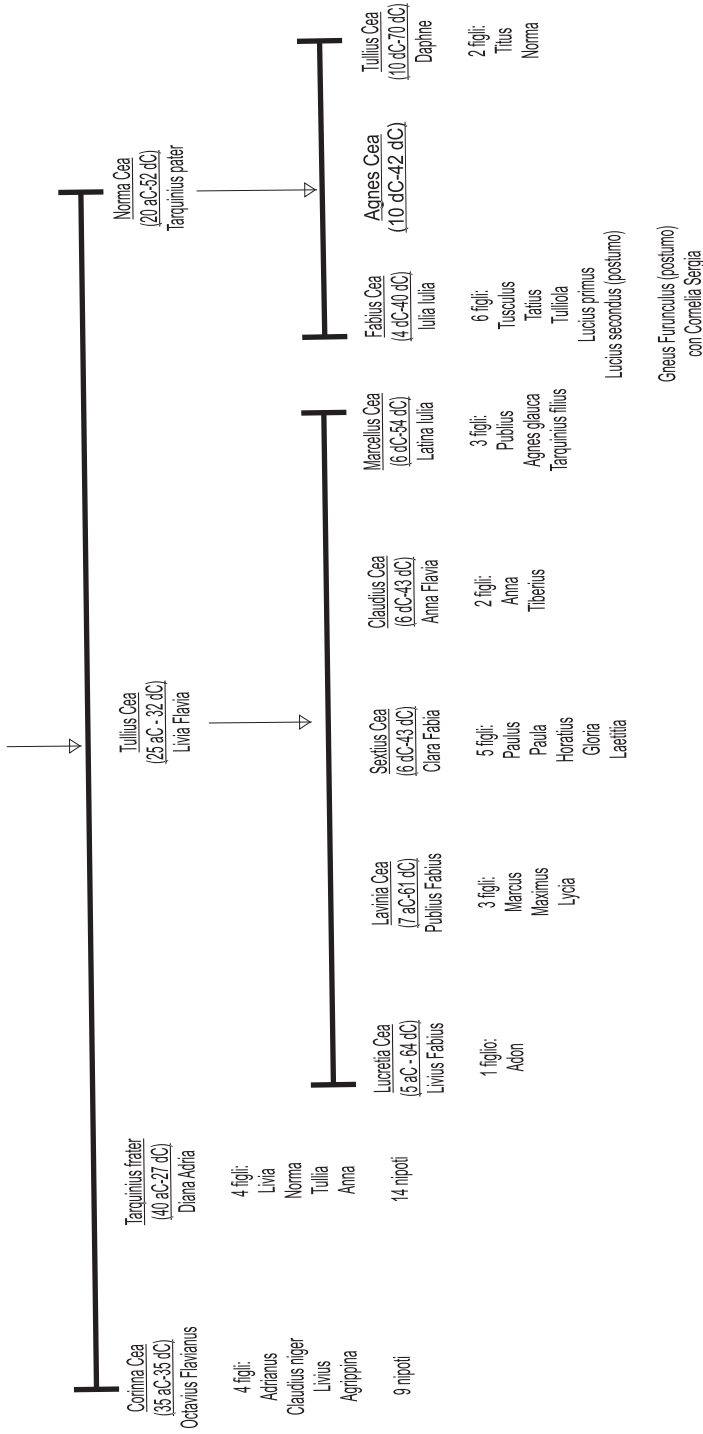 Corinna Cea
(35 aC-35 dC)
Octavius Flavianus
4 figli:
Adrianus
Claudius niger
Livius
Agrippina
9 nipoti
Tarquinius frater
(40 aC-27 dC)
Diana Adria
4 figli:
Livia
Norma
Tullia
Anna
14 nipoti
Tullius Cea
(25 aC - 32 dC)
Livia Flavia
Norma Cea
(20 aC-52 dC)
Tarquinius pater
Lucretia Cea
(5 aC - 64 dC)
Livius Fabius
1 figlio:
Adon
Lavinia Cea
(7 aC-61 dC)
Publius Fabius
3 figli:
Marcus
Maximus
Lycia
Sextius Cea
(6 dC-43 dC)
Clara Fabia
5 figli:
Paulus
Paula
Horatius
Gloria
Laetitia
Claudius Cea
(6 dC-43 dC)
Anna Flavia
2 figli:
Anna
Tiberius
Marcellus Cea
(6 dC-54 dC)
Latina Iulia
3 figli:
Publius
Agnes glauca
Tarquinius filius
Fabius Cea
(4 dC-40 dC)
Iulia Iulia
6 figli:
Tusculus
Tatius
Tulliola
Lucius primus
Lucius secondus (postumo)
Gneus Furunculus (postumo)
con Cornelia Sergia
Agnes Cea
(10 dC-42 dC)
Tullius Cea
(10 dC-70 dC)
Daphne
2 figli:
Titus
Norma